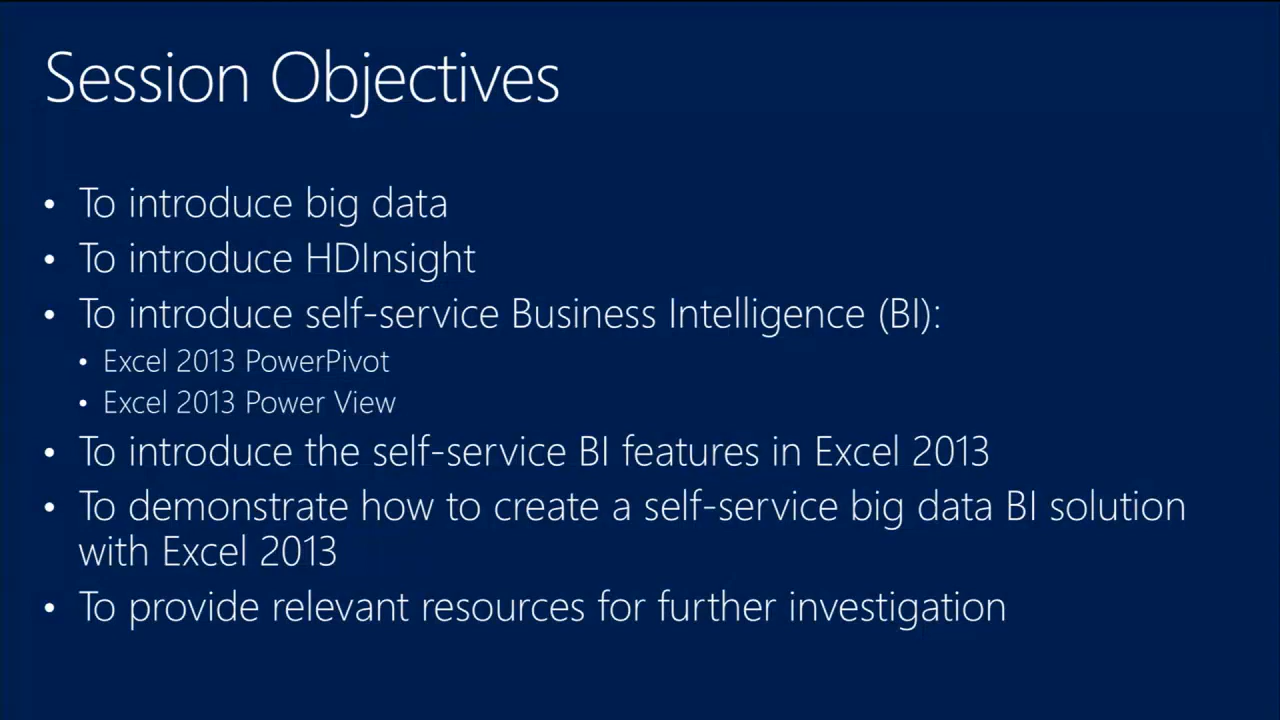 Session Objectives
• To introduce big data
• To introduce HDInsight
• To introduce self-service Business Intelligence (BI):
• Excel 2013 PowerPivot
• Excel 2013 Power View
• To introduce the self-service BI features in Excel 2013
• To demonstrate how to create a self-service big data BI solution
with Excel 2013
• To provide relevant resources for further investigation